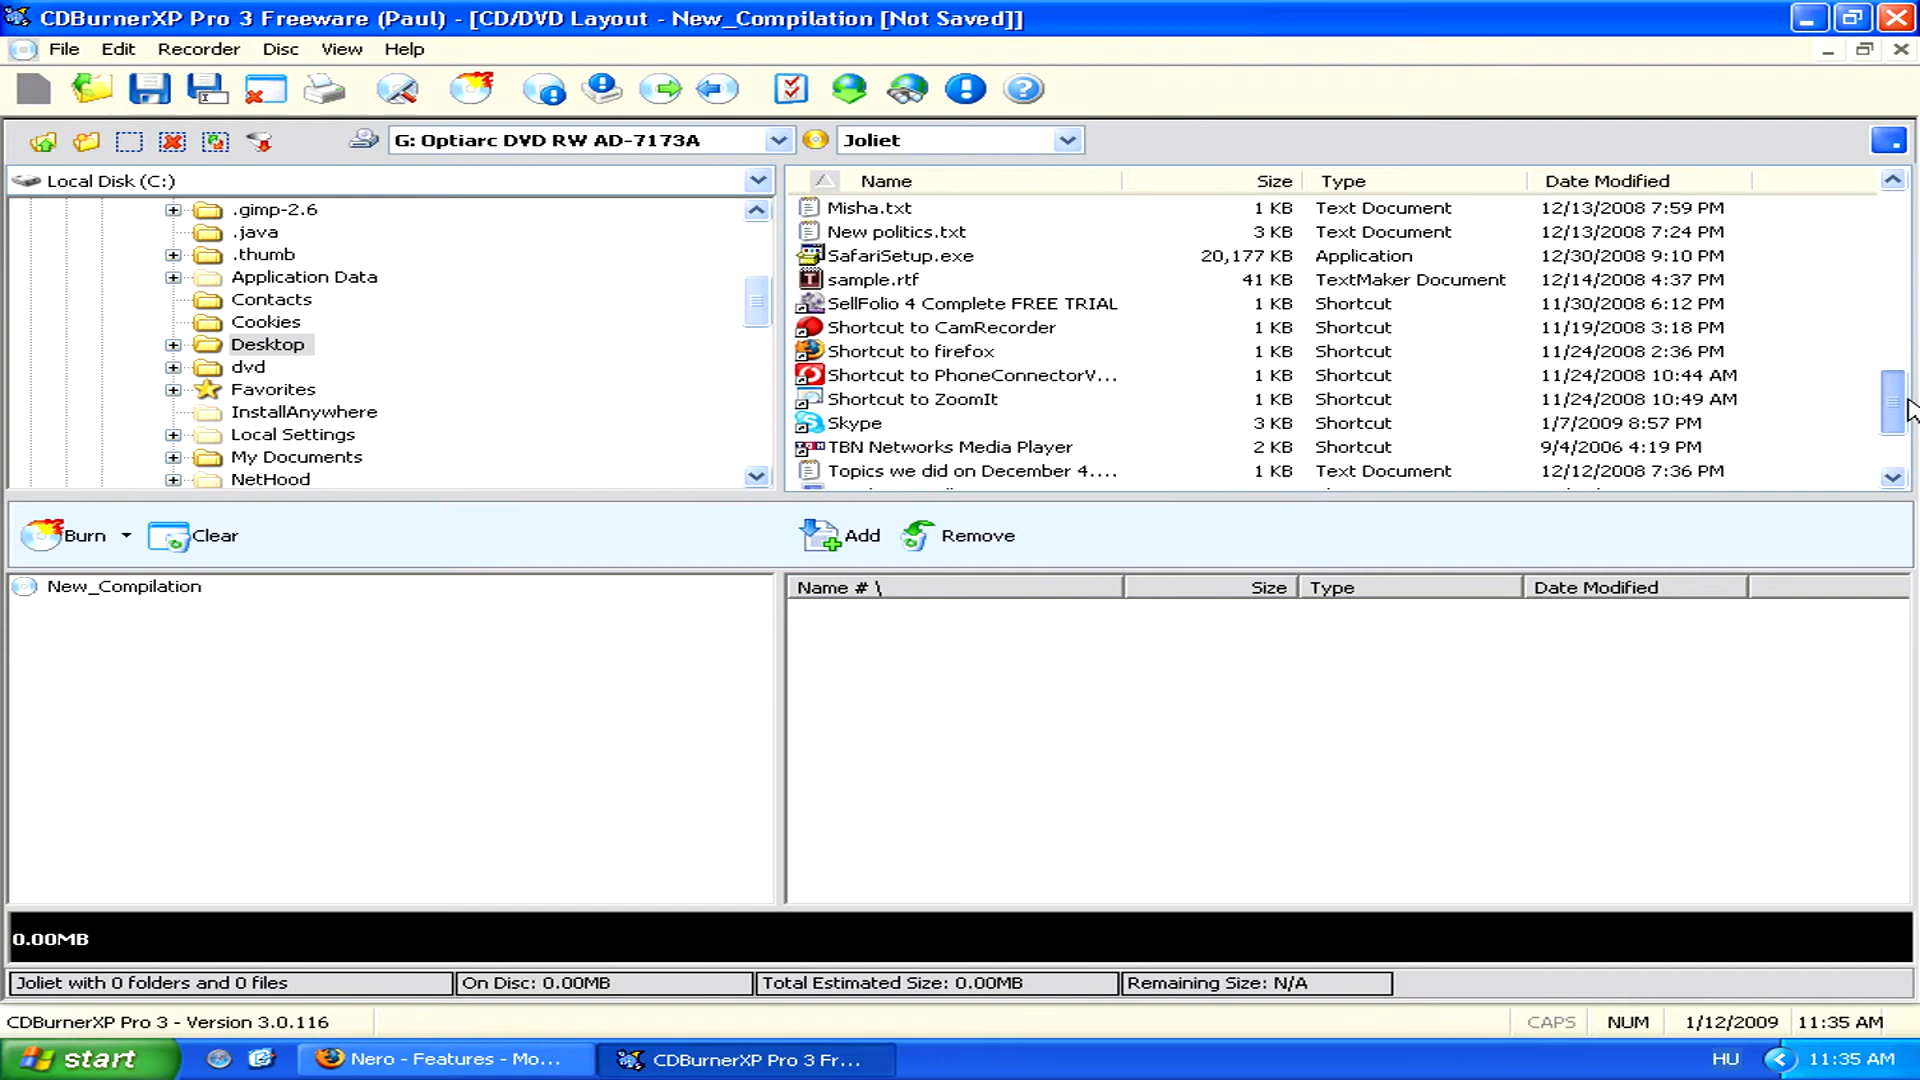 CDBurnerXP Pro 3 Freeware (Paul) - [CD/DVD Layout - New_Compilation [Not Saved]]
File Edit Recorder Disc View Help
G: Optiarc DVD RW AD-7173A Joliet
Local Disk (C:)
.gimp-2.6
.java
.thumb
Application Data
Contacts
Cookies
Desktop
dvd
Favorites
InstallAnywhere
Local Settings
My Documents
NetHood
Name Size Type Date Modified
Misha.txt 1 KB Text Document 12/13/2008 7:59 PM
New politics.txt 3 KB Text Document 12/13/2008 7:24 PM
SafariSetup.exe 20,177 KB Application 12/30/2008 9:10 PM
sample.rtf 41 KB TextMaker Document 12/14/2008 4:37 PM
SellFolio 4 Complete FREE TRIAL 1 KB Shortcut 11/30/2008 6:12 PM
Shortcut to CamRecorder 1 KB Shortcut 11/19/2008 3:18 PM
Shortcut to firefox 1 KB Shortcut 11/24/2008 2:36 PM
Shortcut to PhoneConnectorV... 1 KB Shortcut 11/24/2008 10:44 AM
Shortcut to ZoomIt 1 KB Shortcut 11/24/2008 10:49 AM
Skype 3 KB Shortcut 1/7/2009 8:57 PM
TBN Networks Media Player 2 KB Shortcut 9/4/2006 4:19 PM
Topics we did on December 4.... 1 KB Text Document 12/12/2008 7:36 PM
Burn Clear Add Remove
New_Compilation
Name # \ Size Type Date Modified
0.00MB
Joliet with 0 folders and 0 files On Disc: 0.00MB Total Estimated Size: 0.00MB Remaining Size: N/A
CDBurnerXP Pro 3 - Version 3.0.116 CAPS NUM 1/12/2009 11:35 AM
start Nero - Features - Mo... CDBurnerXP Pro 3 Fr... HU 11:35 AM